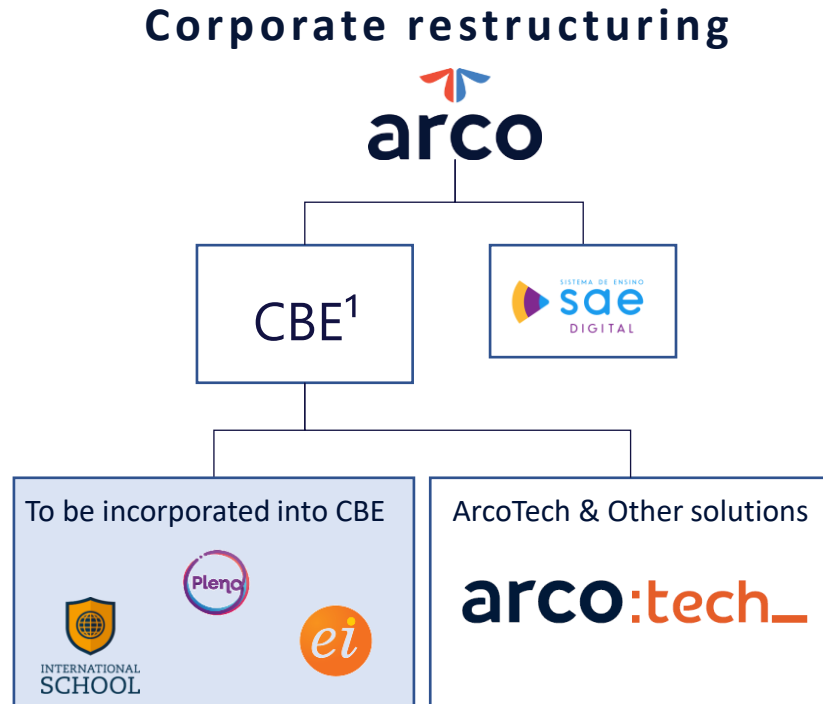 Corporate restructuring
arco
CBE¹
SISTEMA DE ENSINO
sae
DIGITAL
To be incorporated into CBE
Pleno
ei
INTERNATIONAL
SCHOOL
ArcoTech & Other solutions
arco:tech_